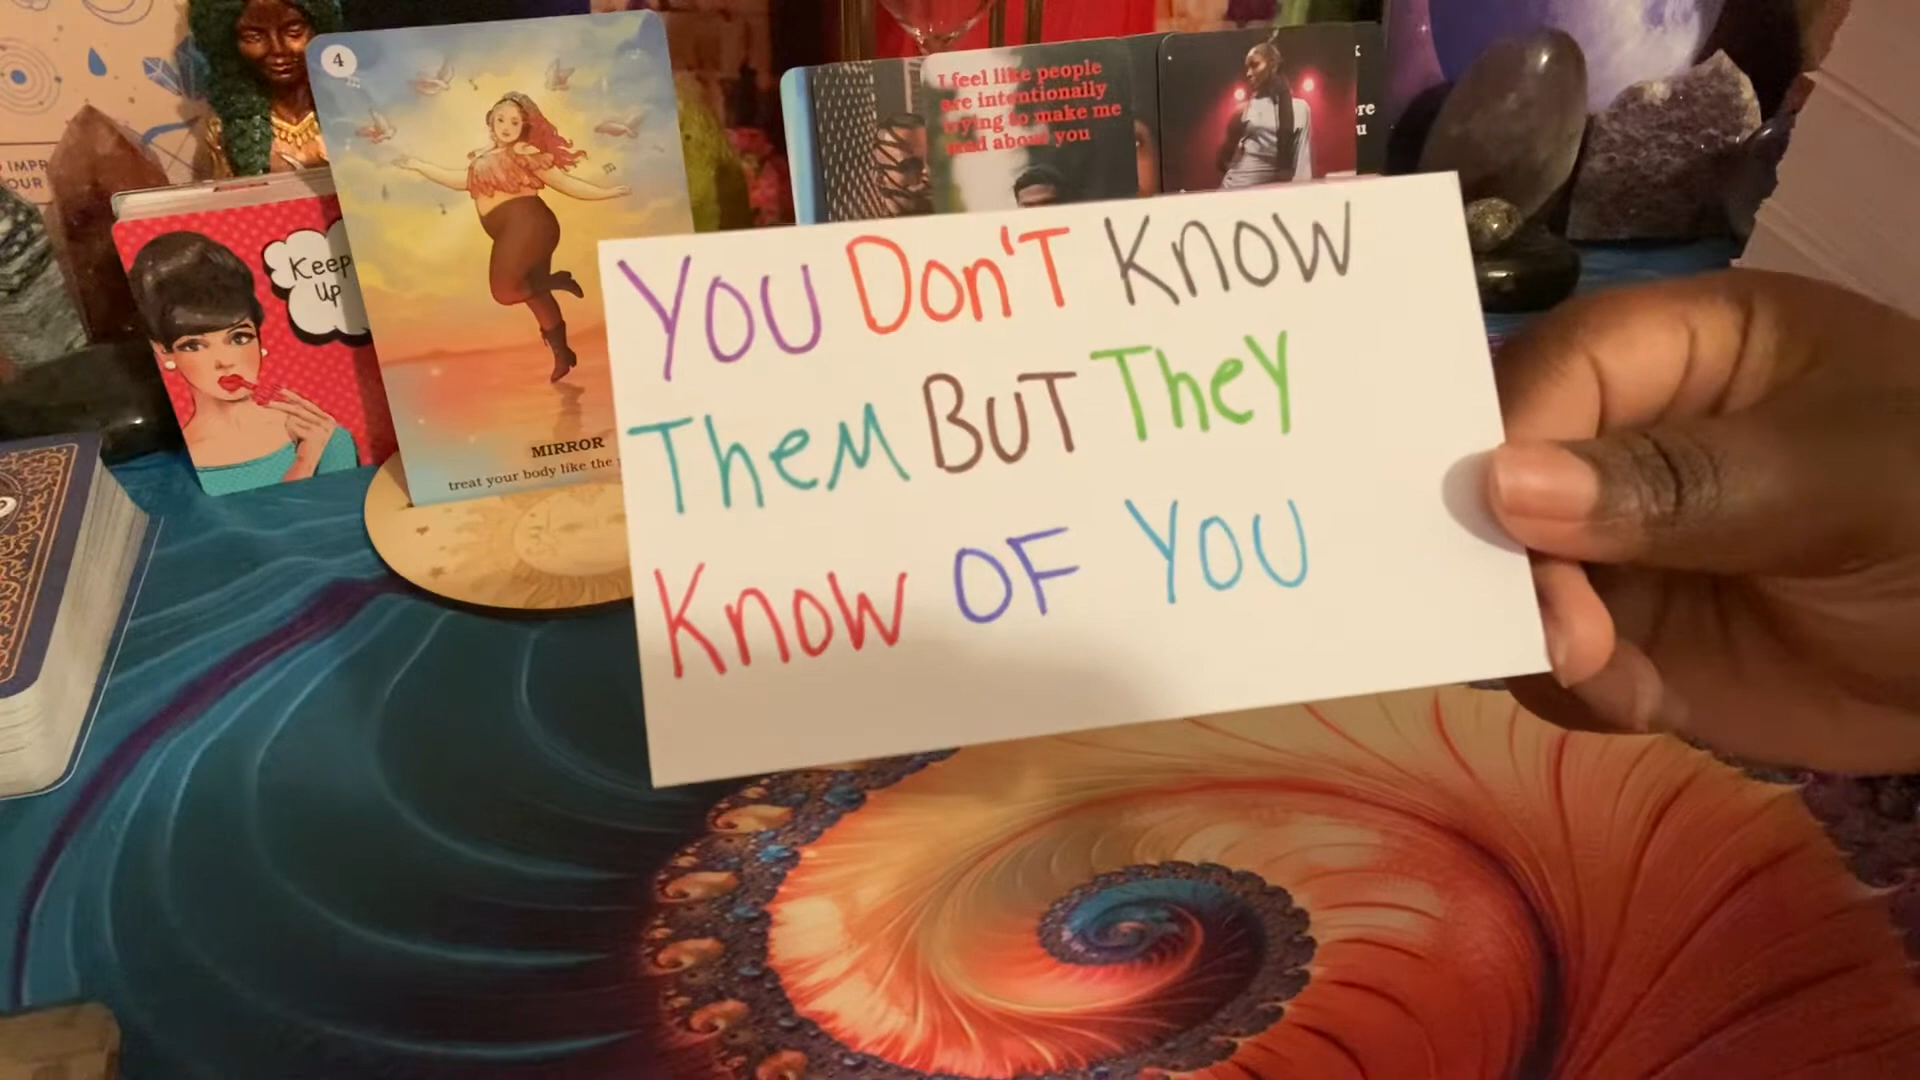 4
I feel like people
are intentionally
trying to make me
mad about you
Keep
Up
MIRROR
treat your body like the
YOU Don'T Know
TheM BUT They
Know OF YOU